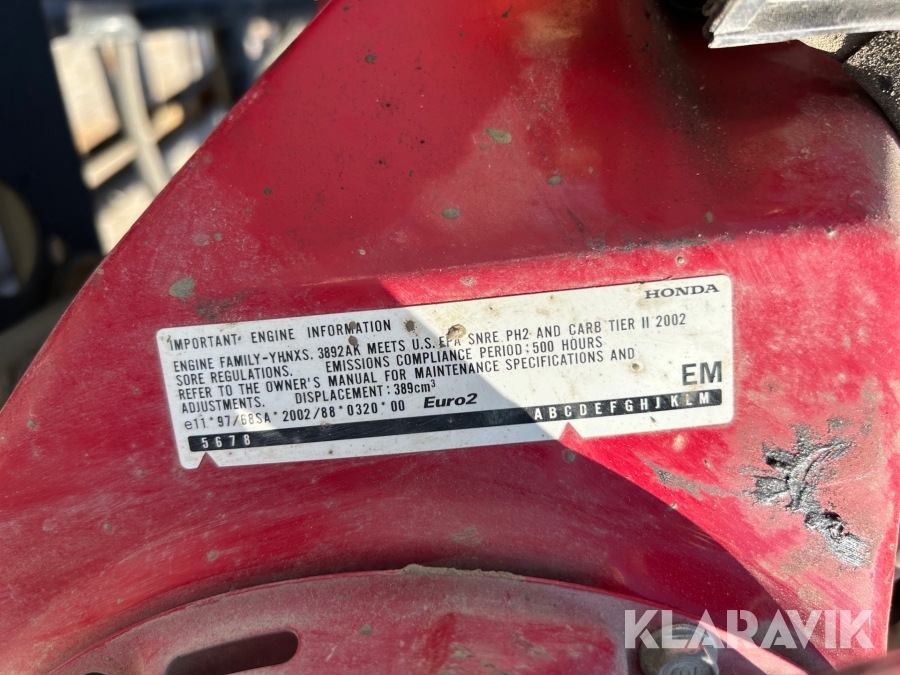 HONDA
IMPORTANT ENGINE INFORMATION
ENGINE FAMILY-YHNXS. 3892AK MEETS U.S. EPA SNRE. PH2 AND CARB TIER II 2002
SORE REGULATIONS. EMISSIONS COMPLIANCE PERIOD:500 HOURS
REFER TO THE OWNER'S MANUAL FOR MAINTENANCE SPECIFICATIONS AND
ADJUSTMENTS. DISPLACEMENT:389cm³
EM
e11*97/68SA*2002/88*0320*00 Euro2
5678 ABCDEFGHJKLM
KLARAVIK